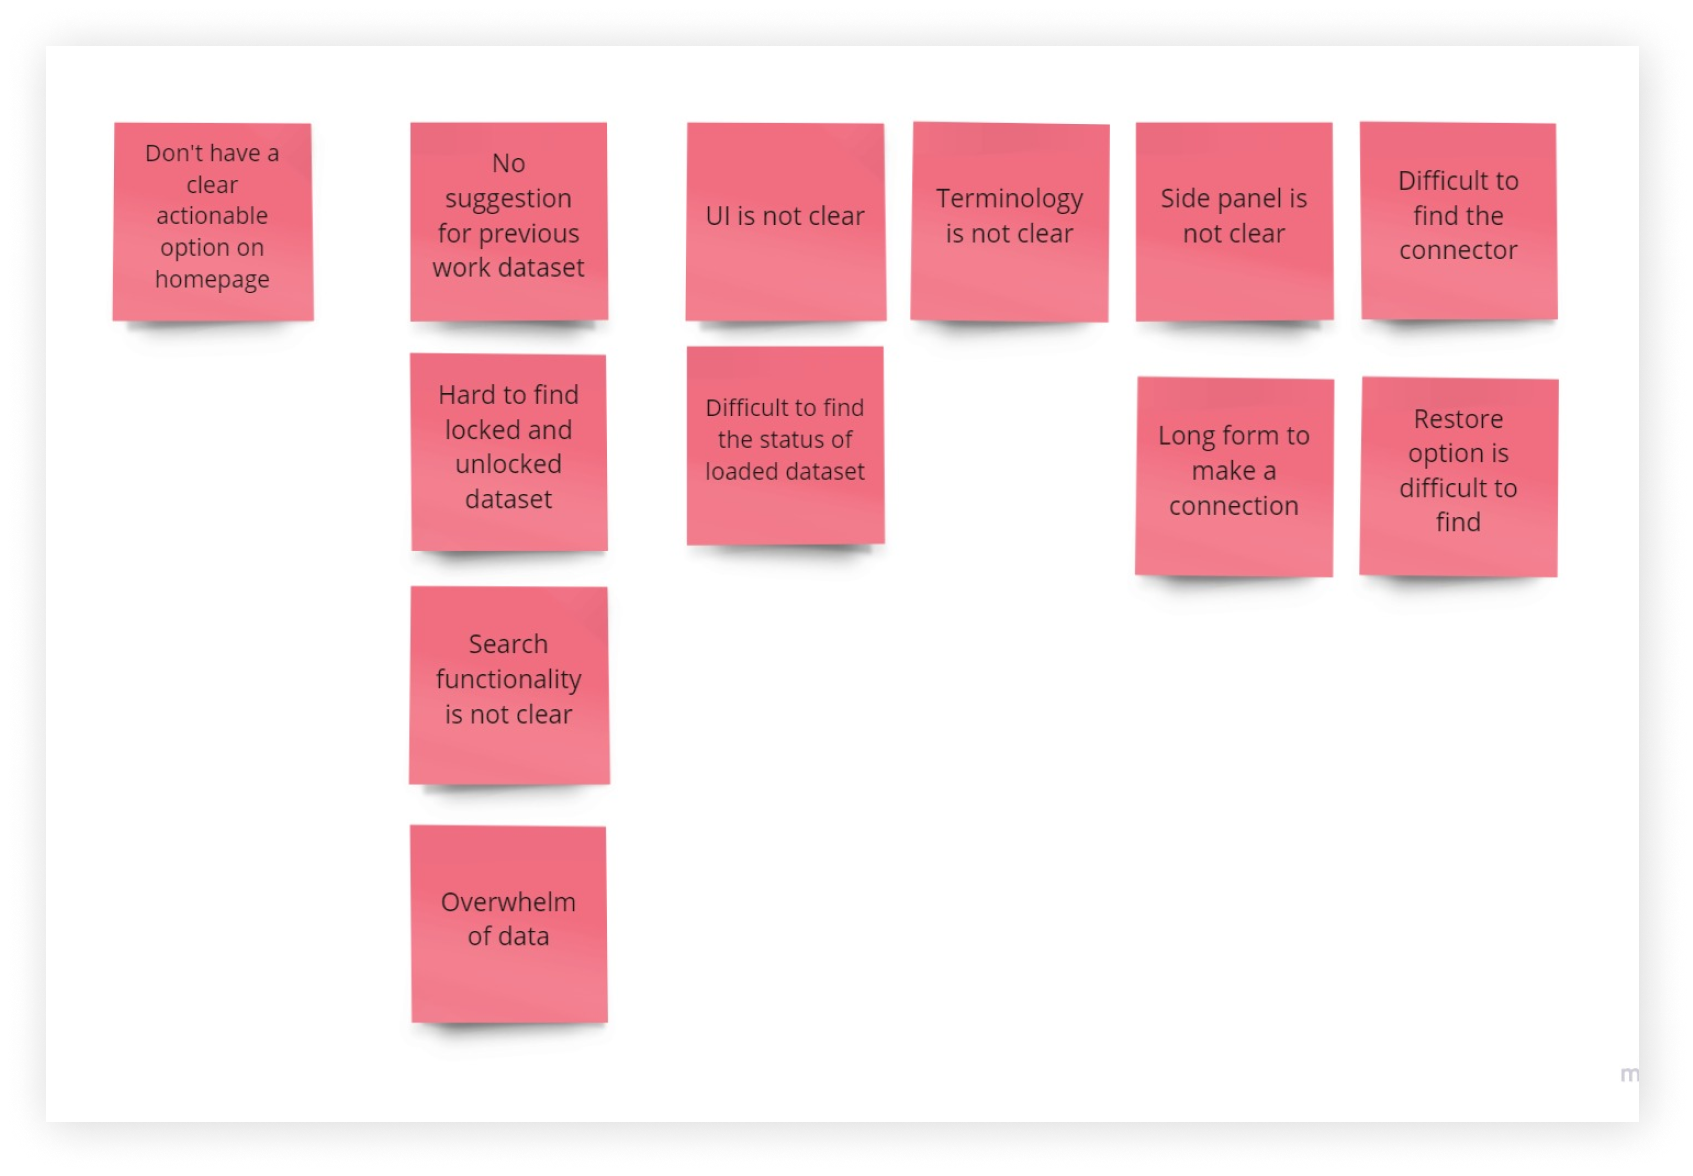 Don't have a
clear
actionable
option on
homepage
No
suggestion
for previous
work dataset
UI is not clear
Terminology
is not clear
Side panel is
not clear
Difficult to
find the
connector
Hard to find
locked and
unlocked
dataset
Difficult to find
the status of
loaded dataset
Long form to
make a
connection
Restore
option is
difficult to
find
Search
functionality
is not clear
Overwhelm
of data
m